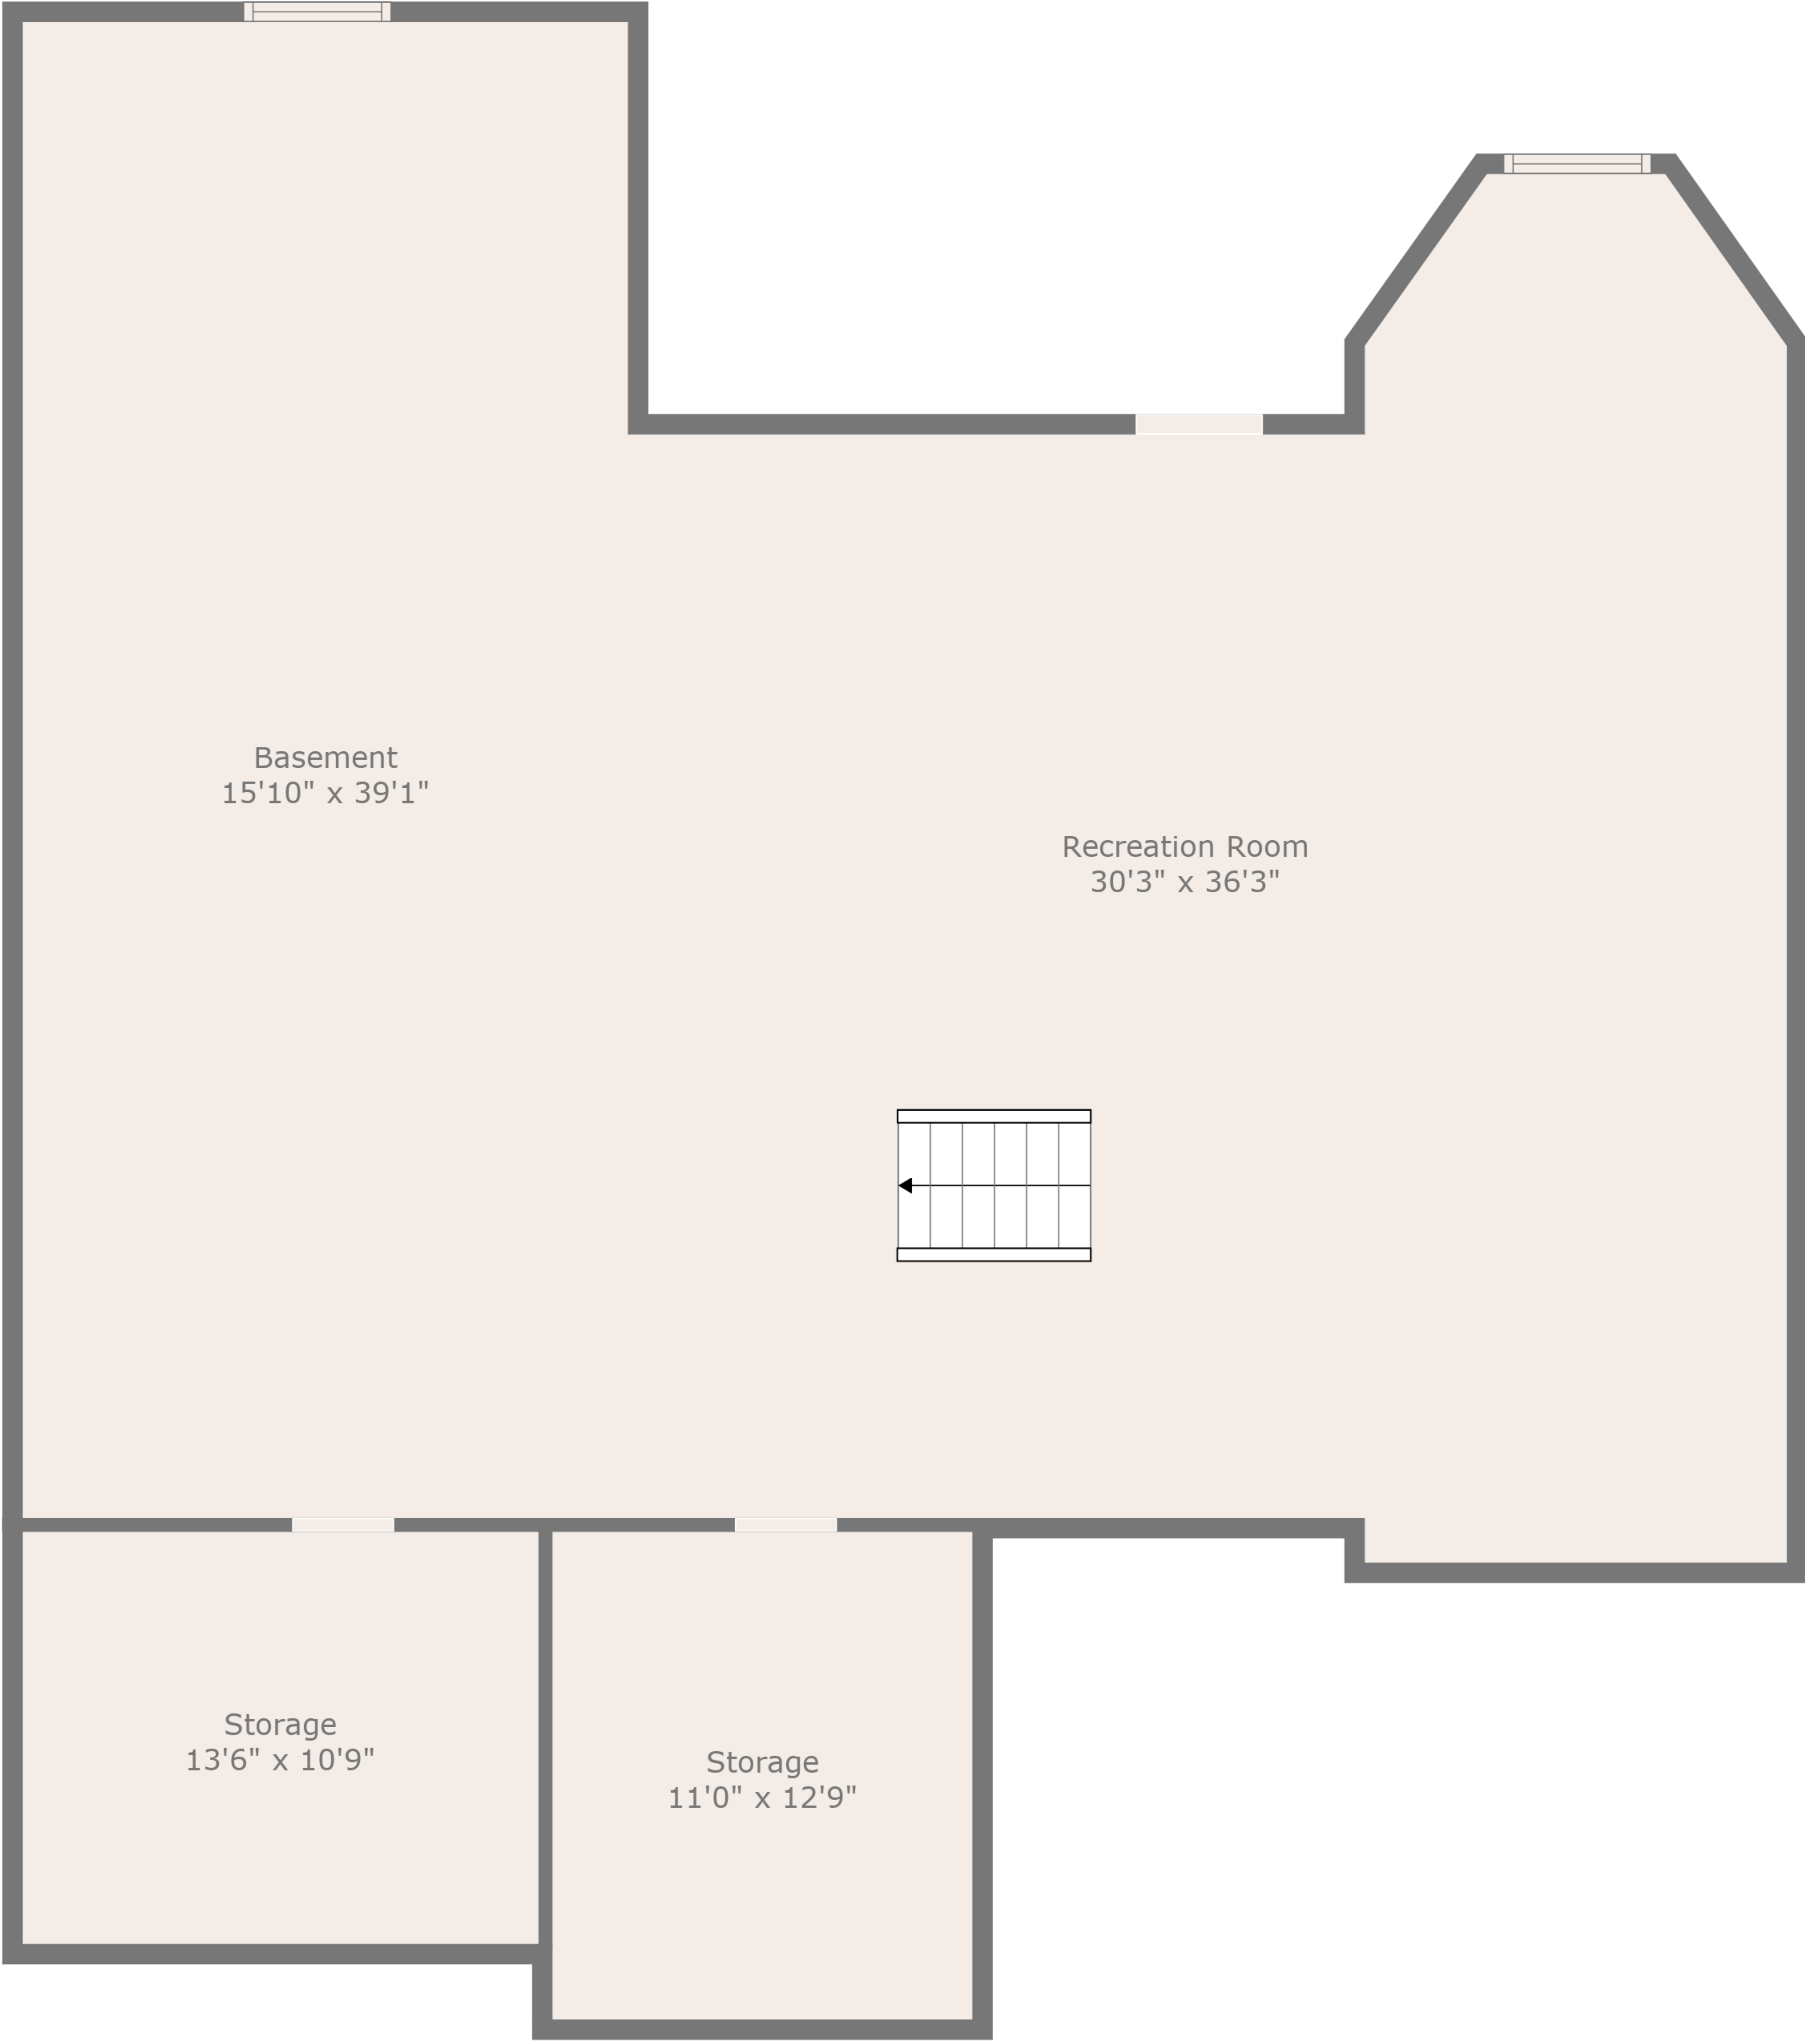 Basement
15'10" x 39'1"
Recreation Room
30'3" x 36'3"
Storage
13'6" x 10'9"
Storage
11'0" x 12'9"